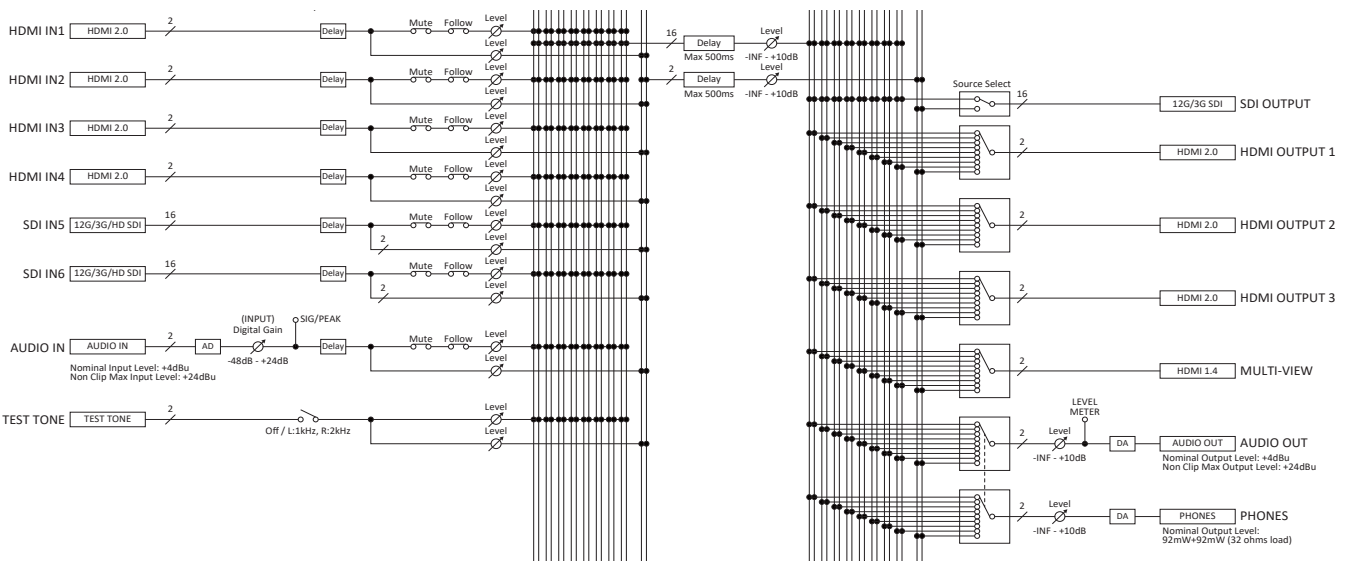 HDMI IN1 HDMI 2.0 2 Delay Mute Follow Level
Level
16 Delay Level
Max 500ms -INF - +10dB
HDMI IN2 HDMI 2.0 2 Delay Mute Follow Level
Level
2 Delay Level
Max 500ms -INF - +10dB
Source Select
16 12G/3G SDI SDI OUTPUT
HDMI IN3 HDMI 2.0 2 Delay Mute Follow Level
Level
2 HDMI 2.0 HDMI OUTPUT 1
HDMI IN4 HDMI 2.0 2 Delay Mute Follow Level
Level
SDI IN5 12G/3G/HD SDI 16 Delay Mute Follow Level
2 Level
2 HDMI 2.0 HDMI OUTPUT 2
SDI IN6 12G/3G/HD SDI 16 Delay Mute Follow Level
2 Level
2 HDMI 2.0 HDMI OUTPUT 3
(INPUT)
Digital Gain
SIG/PEAK
AUDIO IN AUDIO IN 2 AD Delay Mute Follow Level
-48dB - +24dB
Nominal Input Level: +4dBu
Non Clip Max Input Level: +24dBu
Level
2 HDMI 1.4 MULTI-VIEW
TEST TONE TEST TONE 2 Level
Off / L:1kHz, R:2kHz
Level
LEVEL
METER
2 Level DA AUDIO OUT AUDIO OUT
-INF - +10dB
Nominal Output Level: +4dBu
Non Clip Max Output Level: +24dBu
2 Level DA PHONES PHONES
-INF - +10dB
Nominal Output Level:
92mW+92mW (32 ohms load)